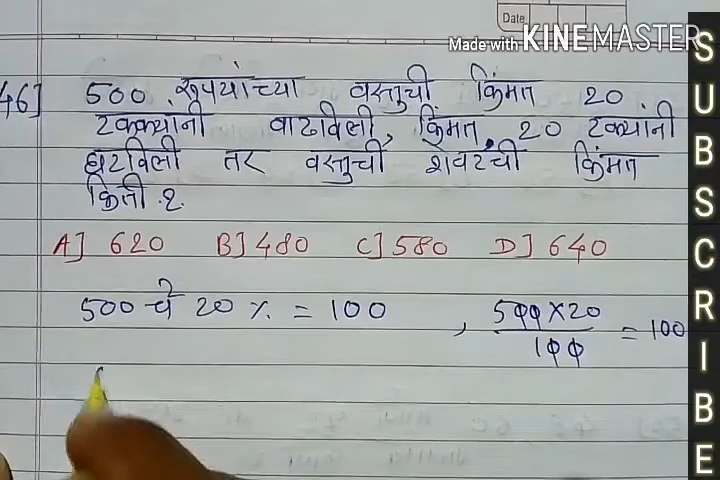 Date
Made with KINEMASTER
46] 500 रूपयांच्या वस्तुची किंमत 20
टक्क्यांनी वाढविली, किंमत 20 टक्यांनी
घटविली तर वस्तुची शेवटची किंमत
किती ?
A] 620 B] 480 C] 580 D] 640
500 चे 20 % = 100 , 500 X 20 / 100 = 100
SUBSCRIBE